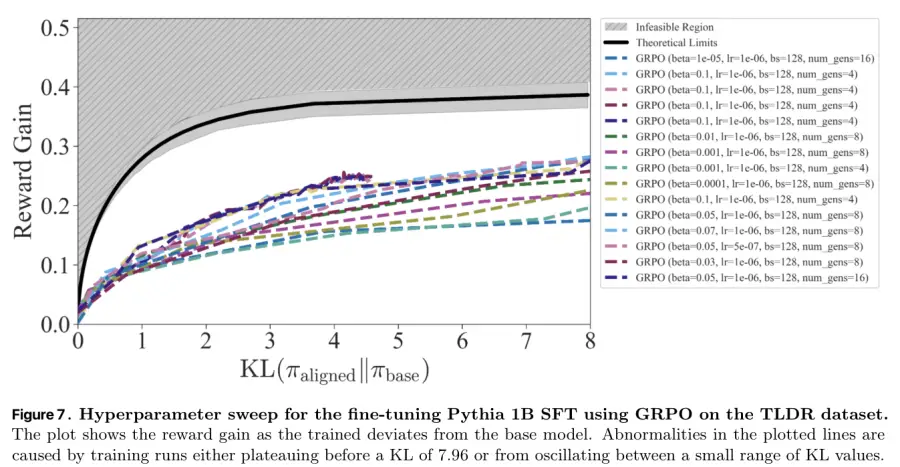 0.5
0.4
0.3
0.2
0.1
0.0
Reward Gain
0 1 2 3 4 5 6 7 8
KL(π_aligned‖π_base)
Infeasible Region
Theoretical Limits
GRPO (beta=1e-05, lr=1e-06, bs=128, num_gens=16)
GRPO (beta=0.1, lr=1e-06, bs=128, num_gens=4)
GRPO (beta=0.1, lr=1e-06, bs=128, num_gens=4)
GRPO (beta=0.1, lr=1e-06, bs=128, num_gens=4)
GRPO (beta=0.1, lr=1e-06, bs=128, num_gens=4)
GRPO (beta=0.01, lr=1e-06, bs=128, num_gens=8)
GRPO (beta=0.001, lr=1e-06, bs=128, num_gens=8)
GRPO (beta=0.001, lr=1e-06, bs=128, num_gens=4)
GRPO (beta=0.0001, lr=1e-06, bs=128, num_gens=8)
GRPO (beta=0.1, lr=1e-06, bs=128, num_gens=4)
GRPO (beta=0.05, lr=1e-06, bs=128, num_gens=8)
GRPO (beta=0.07, lr=1e-06, bs=128, num_gens=8)
GRPO (beta=0.05, lr=5e-07, bs=128, num_gens=8)
GRPO (beta=0.03, lr=1e-06, bs=128, num_gens=8)
GRPO (beta=0.05, lr=1e-06, bs=128, num_gens=16)
Figure 7. Hyperparameter sweep for the fine-tuning Pythia 1B SFT using GRPO on the TLDR dataset.
The plot shows the reward gain as the trained deviates from the base model. Abnormalities in the plotted lines are
caused by training runs either plateauing before a KL of 7.96 or from oscillating between a small range of KL values.